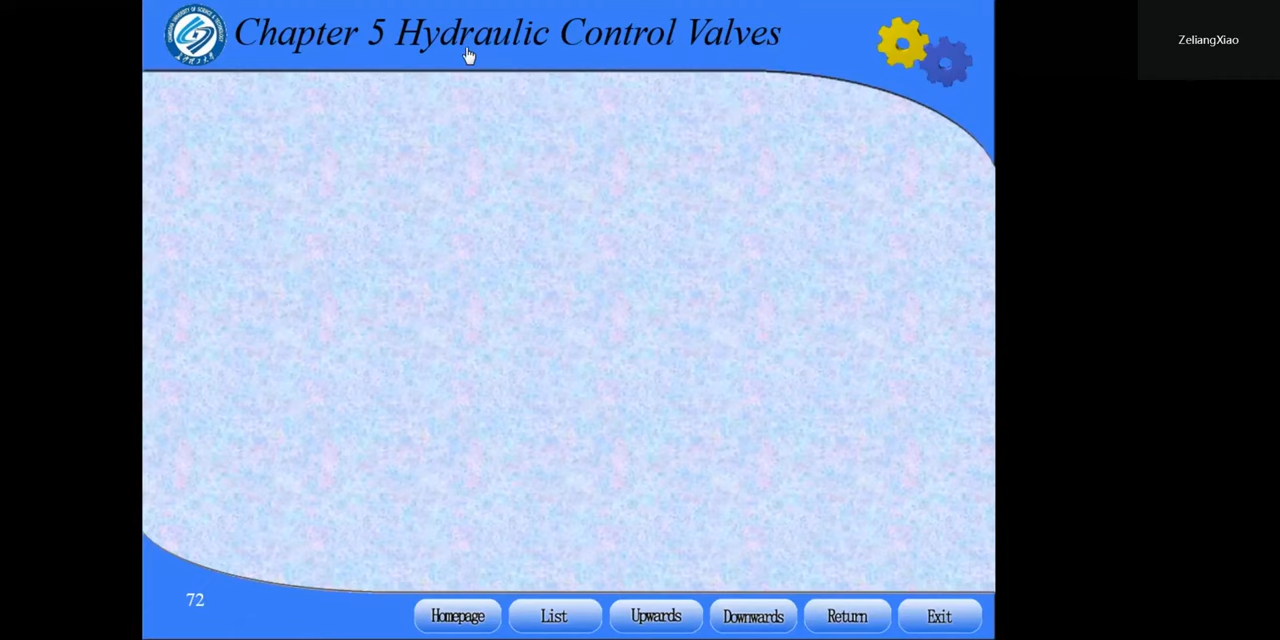 Chapter 5 Hydraulic Control Valves
ZeliangXiao
72
Homepage
List
Upwards
Downwards
Return
Exit